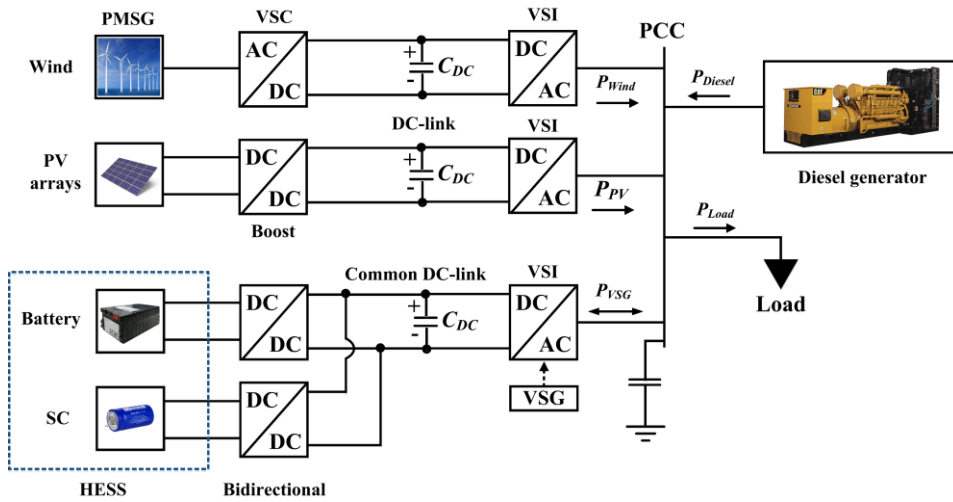 PMSG
VSC
VSI
PCC
Wind
AC
DC
+
-
C_DC
DC
AC
P_Wind
P_Diesel
CAT
DC-link
VSI
PV
arrays
DC
DC
+
-
C_DC
DC
AC
P_PV
Diesel generator
Boost
P_Load
Common DC-link
VSI
Battery
DC
DC
+
-
C_DC
DC
AC
P_VSG
Load
VSG
SC
DC
DC
HESS
Bidirectional